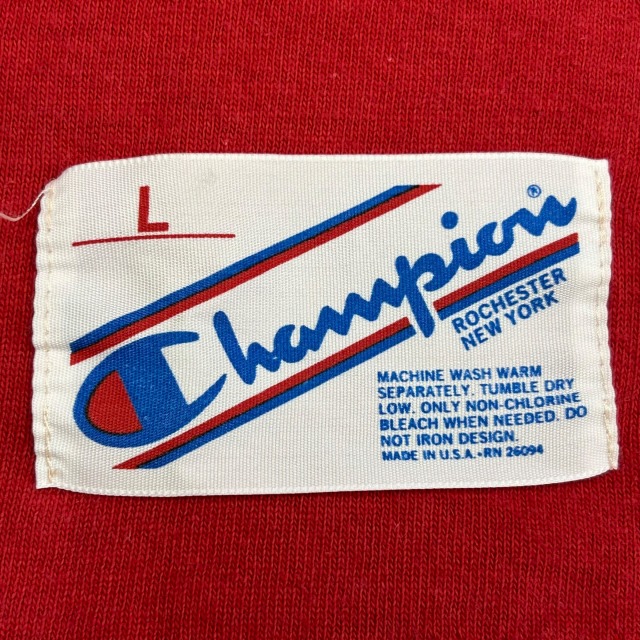 L
Champion®
ROCHESTER
NEW YORK
MACHINE WASH WARM
SEPARATELY. TUMBLE DRY
LOW. ONLY NON-CHLORINE
BLEACH WHEN NEEDED. DO
NOT IRON DESIGN.
MADE IN U.S.A. • RN 26094